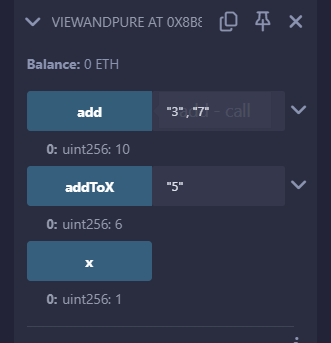 VIEWANDPURE AT 0X8B8
Balance: 0 ETH
add "3", "7" add - call
0: uint256: 10
addToX "5"
0: uint256: 6
x
0: uint256: 1